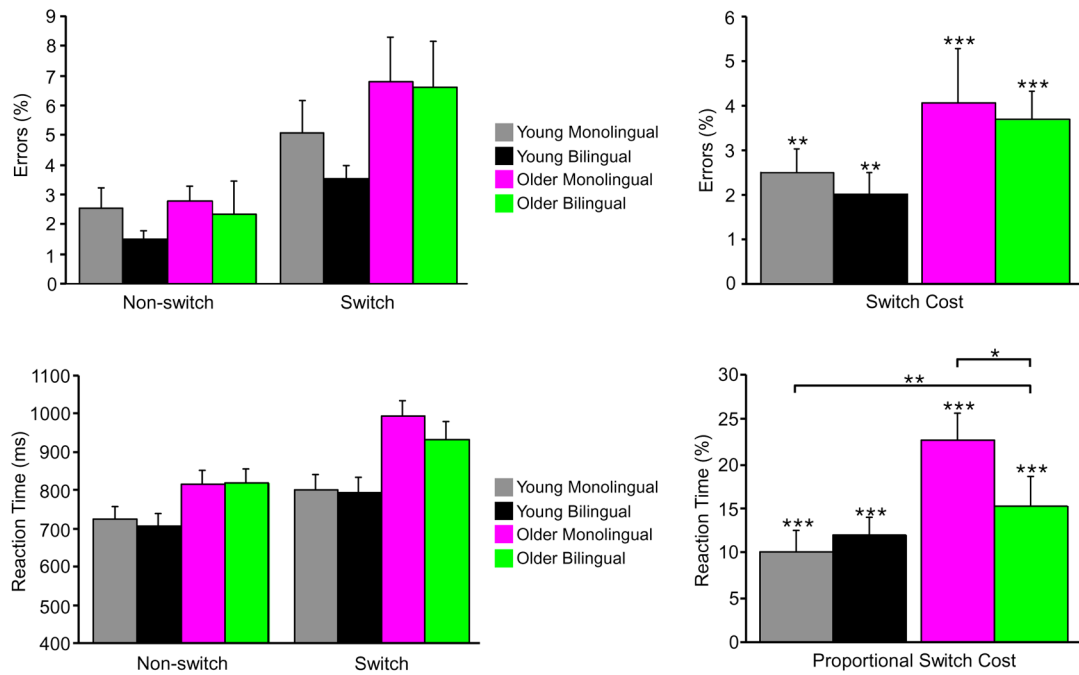 Errors (%)
9
8
7
6
5
4
3
2
1
0
Non-switch
Switch
Young Monolingual
Young Bilingual
Older Monolingual
Older Bilingual
Errors (%)
6
5
4
3
2
1
0
**
**
***
***
Switch Cost
Reaction Time (ms)
1100
1000
900
800
700
600
500
400
Non-switch
Switch
Young Monolingual
Young Bilingual
Older Monolingual
Older Bilingual
Reaction Time (%)
30
25
20
15
10
5
0
*
**
***
***
***
***
Proportional Switch Cost